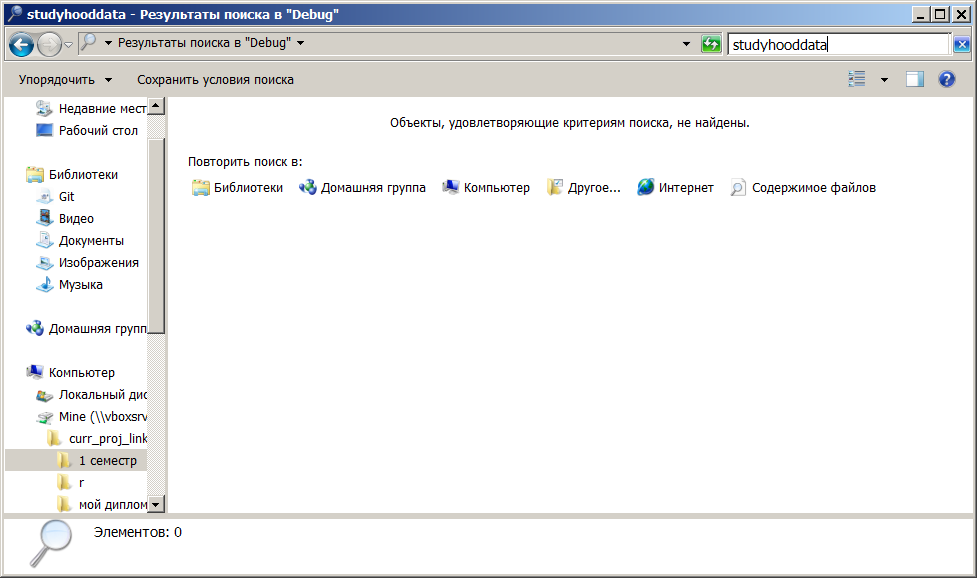 studyhooddata - Результаты поиска в "Debug"
Результаты поиска в "Debug"
studyhooddata
Упорядочить
Сохранить условия поиска
Недавние мест
Рабочий стол
Библиотеки
Git
Видео
Документы
Изображения
Музыка
Домашняя групп
Компьютер
Локальный дис
Mine (\\vboxsrv
curr_proj_link
1 семестр
r
мой диплом
Объекты, удовлетворяющие критериям поиска, не найдены.
Повторить поиск в:
Библиотеки Домашняя группа Компьютер Другое... Интернет Содержимое файлов
Элементов: 0